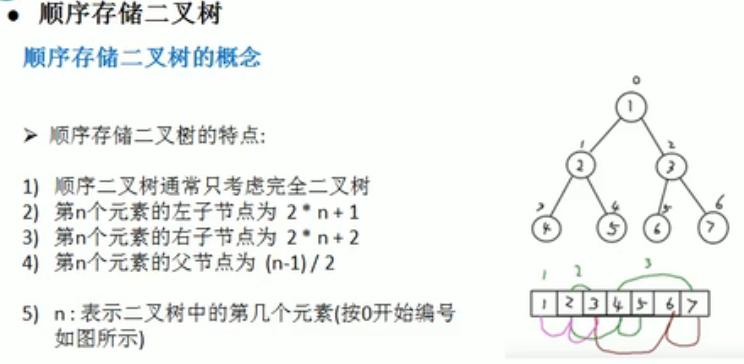 ● 顺序存储二叉树
顺序存储二叉树的概念
➤ 顺序存储二叉树的特点:
1) 顺序二叉树通常只考虑完全二叉树
2) 第n个元素的左子节点为 2 * n + 1
3) 第n个元素的右子节点为 2 * n + 2
4) 第n个元素的父节点为 (n-1) / 2
5) n : 表示二叉树中的第几个元素(按0开始编号
如图所示)
0
1
1 2
2 3
3 4 5 6
4 5 6 7
1 2 3
1 2 3 4 5 6 7